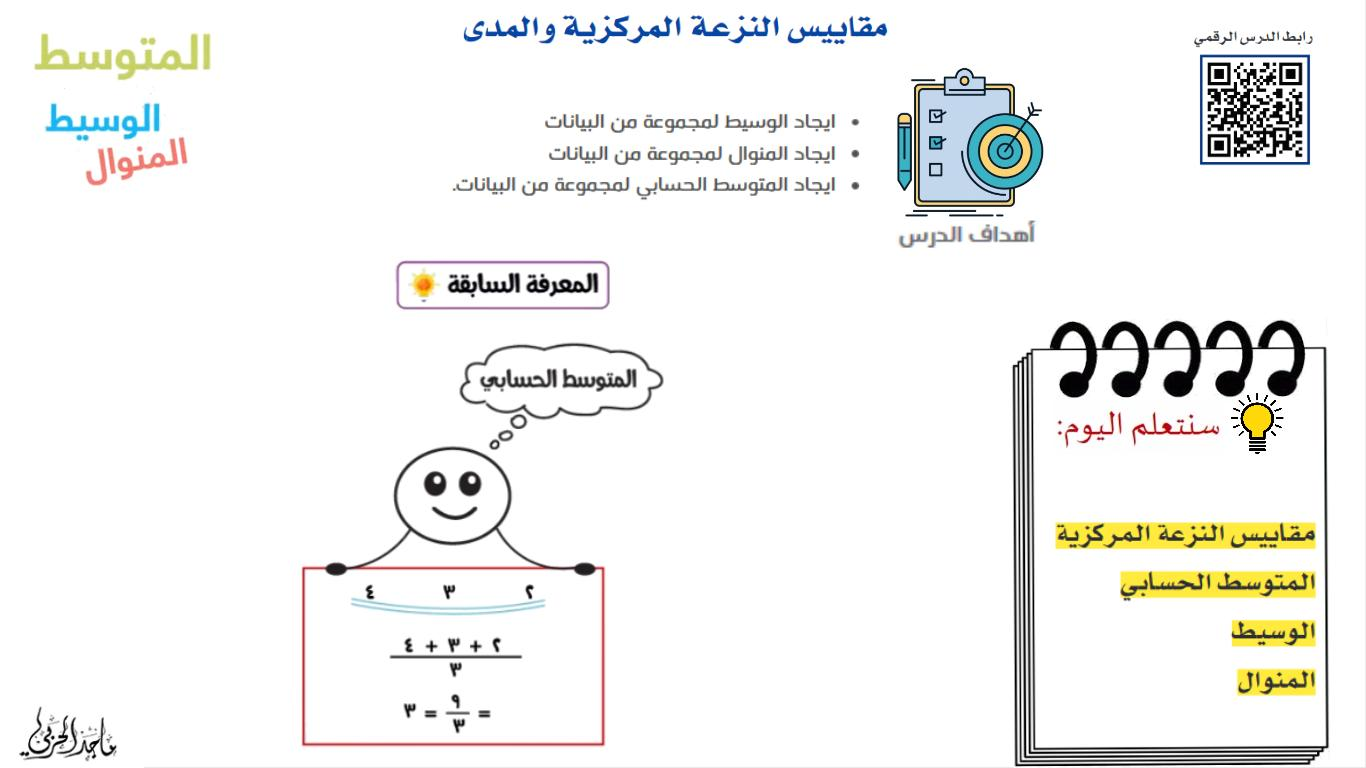 مقاييس النزعة المركزية والمدى
رابط الدرس الرقمي
المتوسط
الوسيط
المنوال
ايجاد الوسيط لمجموعة من البيانات
ايجاد المنوال لمجموعة من البيانات
ايجاد المتوسط الحسابي لمجموعة من البيانات.
أهداف الدرس
المعرفة السابقة
المتوسط الحسابي
٢ ٣ ٤
٢ + ٣ + ٤
٣
= ٩/٣ = ٣
سنتعلم اليوم:
مقاييس النزعة المركزية
المتوسط الحسابي
الوسيط
المنوال